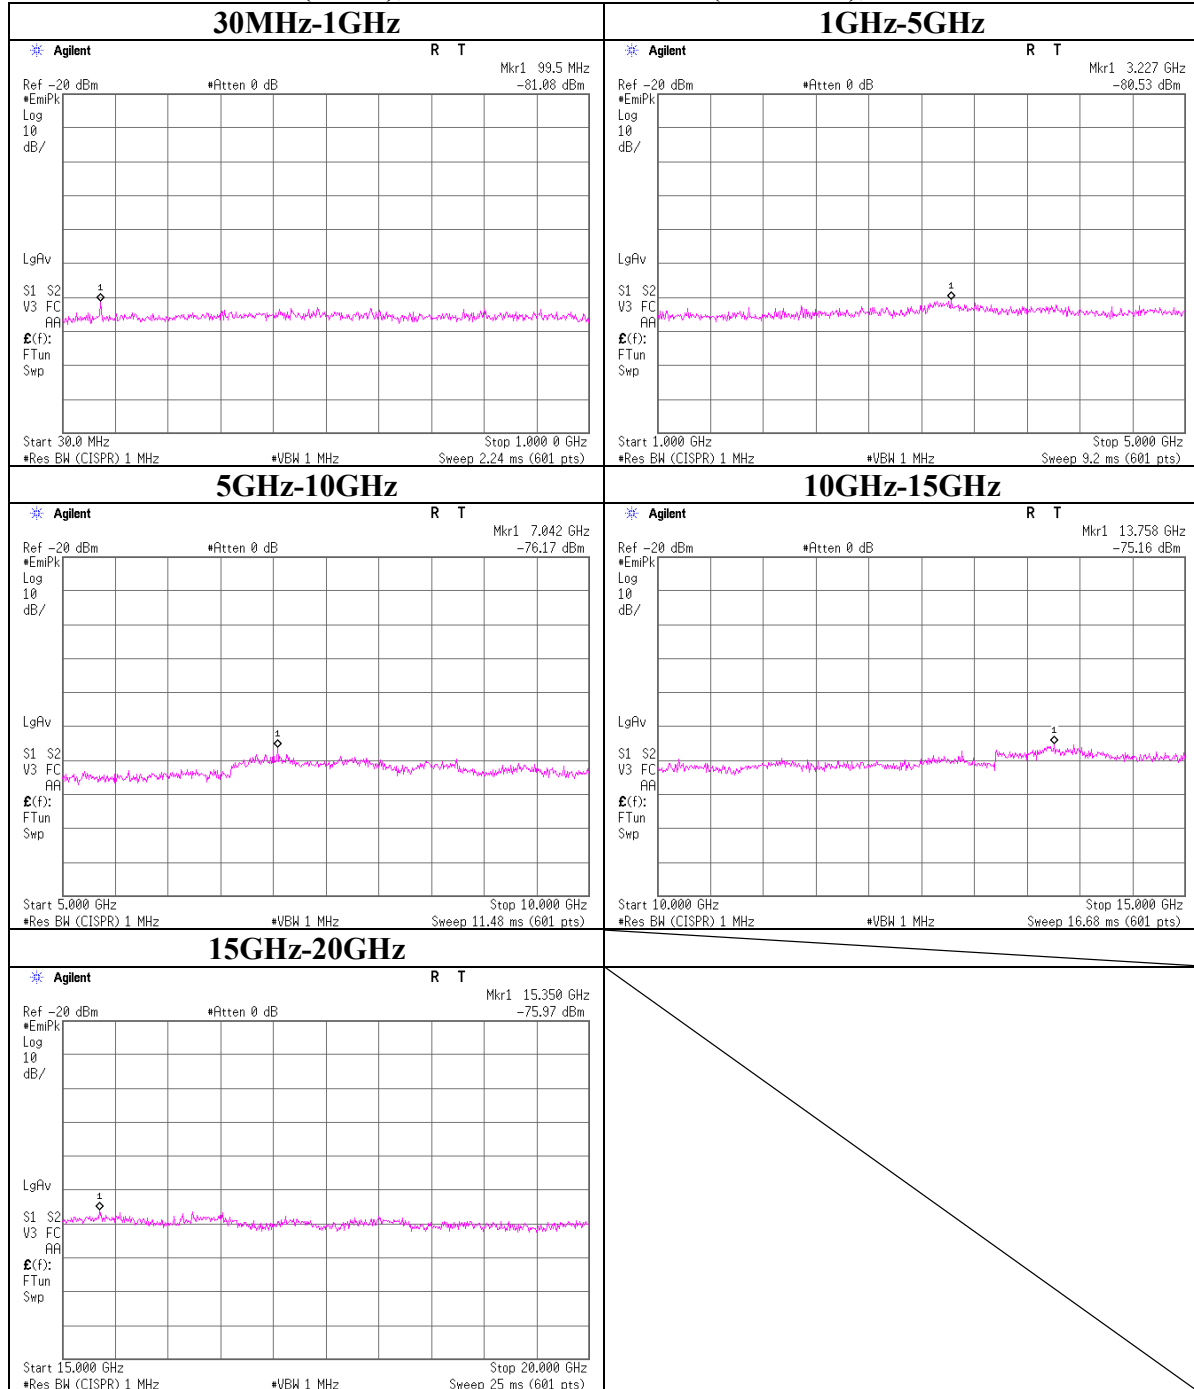 30MHz-1GHz
Agilent
R T
Mkr1 99.5 MHz
Ref -20 dBm #Atten 0 dB -81.08 dBm
#EmiPk
Log
10
dB/
LgAv
1
S1 S2
V3 FC
AA
£(f):
FTun
Swp
Start 30.0 MHz Stop 1.000 0 GHz
#Res BW (CISPR) 1 MHz #VBW 1 MHz Sweep 2.24 ms (601 pts)
1GHz-5GHz
Agilent
R T
Mkr1 3.227 GHz
Ref -20 dBm #Atten 0 dB -80.53 dBm
#EmiPk
Log
10
dB/
LgAv
1
S1 S2
V3 FC
AA
£(f):
FTun
Swp
Start 1.000 GHz Stop 5.000 GHz
#Res BW (CISPR) 1 MHz #VBW 1 MHz Sweep 9.2 ms (601 pts)
5GHz-10GHz
Agilent
R T
Mkr1 7.042 GHz
Ref -20 dBm #Atten 0 dB -76.17 dBm
#EmiPk
Log
10
dB/
LgAv
1
S1 S2
V3 FC
AA
£(f):
FTun
Swp
Start 5.000 GHz Stop 10.000 GHz
#Res BW (CISPR) 1 MHz #VBW 1 MHz Sweep 11.48 ms (601 pts)
10GHz-15GHz
Agilent
R T
Mkr1 13.758 GHz
Ref -20 dBm #Atten 0 dB -75.16 dBm
#EmiPk
Log
10
dB/
LgAv
1
S1 S2
V3 FC
AA
£(f):
FTun
Swp
Start 10.000 GHz Stop 15.000 GHz
#Res BW (CISPR) 1 MHz #VBW 1 MHz Sweep 16.68 ms (601 pts)
15GHz-20GHz
Agilent
R T
Mkr1 15.350 GHz
Ref -20 dBm #Atten 0 dB -75.97 dBm
#EmiPk
Log
10
dB/
LgAv
1
S1 S2
V3 FC
AA
£(f):
FTun
Swp
Start 15.000 GHz Stop 20.000 GHz
#Res BW (CISPR) 1 MHz #VBW 1 MHz Sweep 25 ms (601 pts)